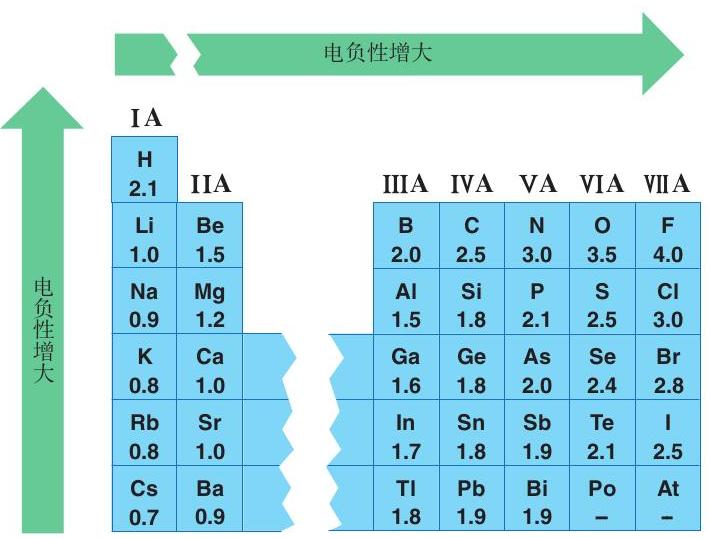 电负性增大
电负性增大
ⅠA
ⅡA ⅢA ⅣA ⅤA ⅥA ⅦA
H
2.1
Li Be B C N O F
1.0 1.5 2.0 2.5 3.0 3.5 4.0
Na Mg Al Si P S Cl
0.9 1.2 1.5 1.8 2.1 2.5 3.0
K Ca Ga Ge As Se Br
0.8 1.0 1.6 1.8 2.0 2.4 2.8
Rb Sr In Sn Sb Te I
0.8 1.0 1.7 1.8 1.9 2.1 2.5
Cs Ba Tl Pb Bi Po At
0.7 0.9 1.8 1.9 1.9 – –